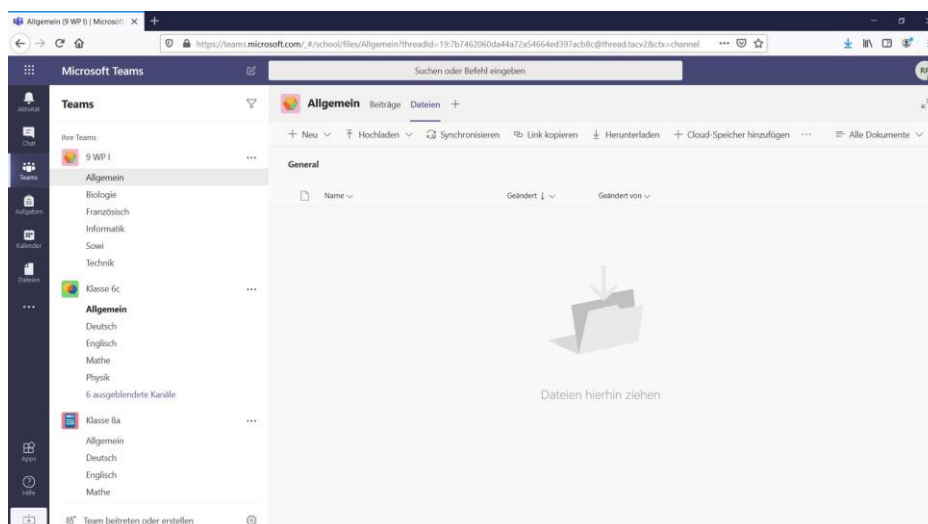 Allgemein (9 WP I) | Microsoft
https://teams.microsoft.com/_#/school/files/Allgemein?threadId=19:7b7462060da44a72a54664ed397acb8c@thread.tacv2&ctx=channel
Microsoft Teams
Suchen oder Befehl eingeben
RF
Aktivität
Chat
Teams
Aufgaben
Kalender
Dateien
Apps
Hilfe
Teams
Ihre Teams
9 WP I
Allgemein
Biologie
Französisch
Informatik
Sowi
Technik
Klasse 6c
Allgemein
Deutsch
Englisch
Mathe
Physik
6 ausgeblendete Kanäle
Klasse 8a
Allgemein
Deutsch
Englisch
Mathe
Team beitreten oder erstellen
Allgemein Beiträge Dateien +
+ Neu Hochladen Synchronisieren Link kopieren Herunterladen + Cloud-Speicher hinzufügen ... Alle Dokumente
General
Name Geändert ↓ Geändert von
Dateien hierhin ziehen